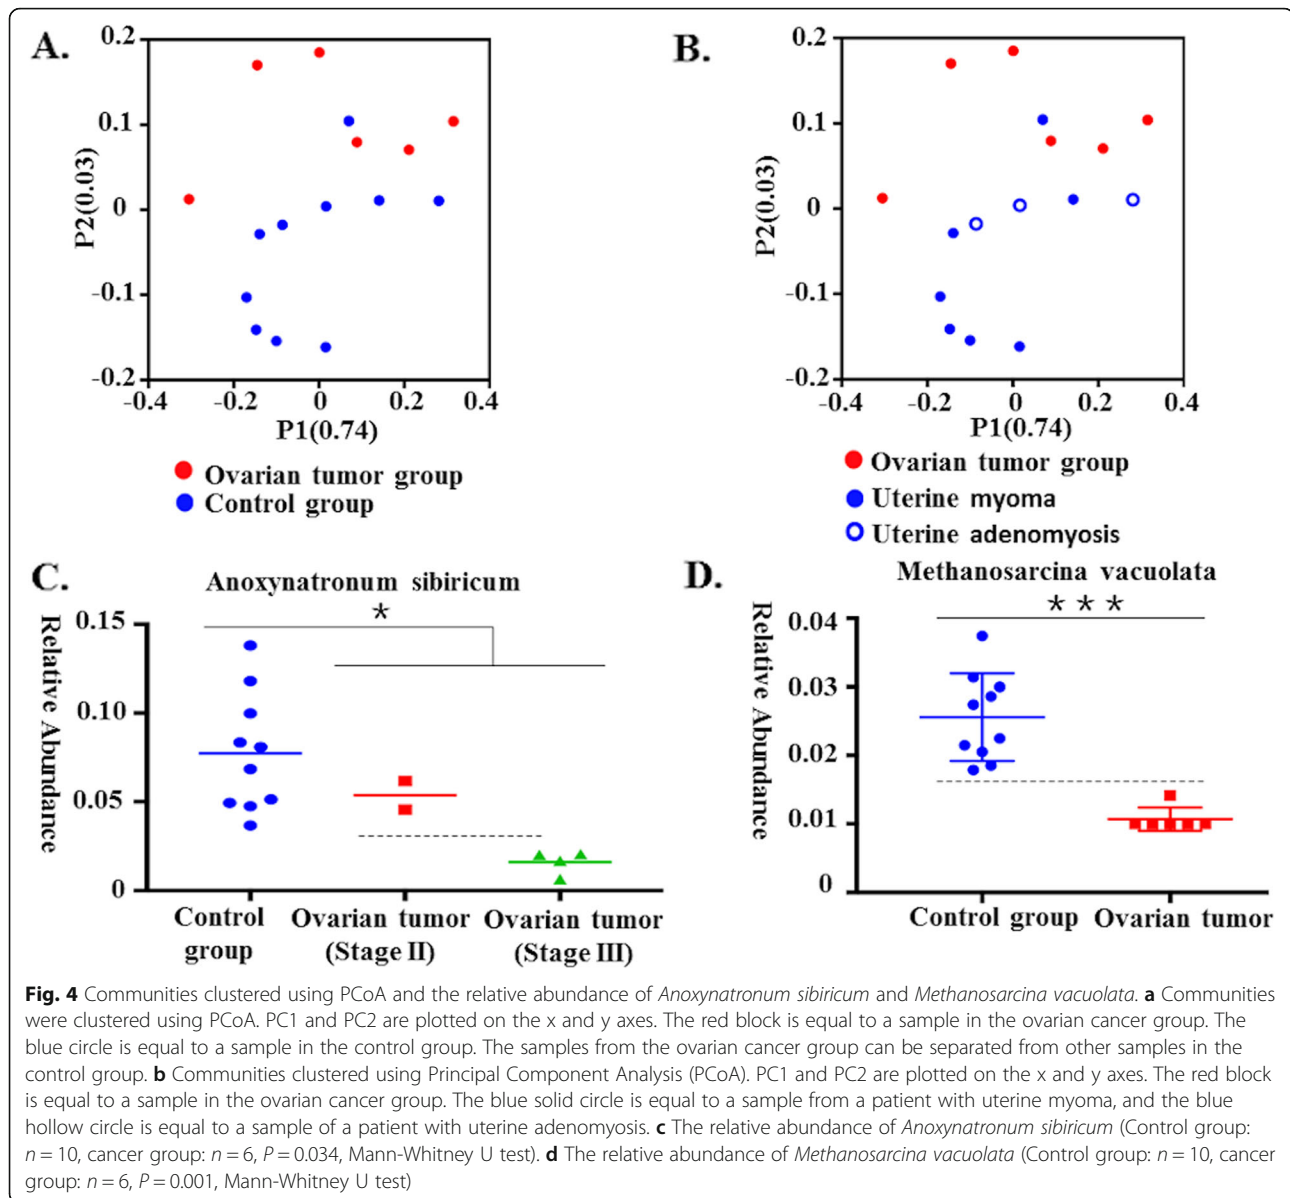 A.
0.2
0.1
0
-0.1
-0.2
P2(0.03)
-0.4 -0.2 0 0.2 0.4
P1(0.74)
Ovarian tumor group
Control group
B.
0.2
0.1
0
-0.1
-0.2
P2(0.03)
-0.4 -0.2 0 0.2 0.4
P1(0.74)
Ovarian tumor group
Uterine myoma
Uterine adenomyosis
C.
Anoxynatronum sibiricum
*
Relative Abundance
0.15
0.10
0.05
0
Control group
Ovarian tumor (Stage II)
Ovarian tumor (Stage III)
D.
Methanosarcina vacuolata
***
Relative Abundance
0.04
0.03
0.02
0.01
0
Control group Ovarian tumor
Fig. 4 Communities clustered using PCoA and the relative abundance of Anoxynatronum sibiricum and Methanosarcina vacuolata. a Communities
were clustered using PCoA. PC1 and PC2 are plotted on the x and y axes. The red block is equal to a sample in the ovarian cancer group. The
blue circle is equal to a sample in the control group. The samples from the ovarian cancer group can be separated from other samples in the
control group. b Communities clustered using Principal Component Analysis (PCoA). PC1 and PC2 are plotted on the x and y axes. The red block
is equal to a sample in the ovarian cancer group. The blue solid circle is equal to a sample from a patient with uterine myoma, and the blue
hollow circle is equal to a sample of a patient with uterine adenomyosis. c The relative abundance of Anoxynatronum sibiricum (Control group:
n = 10, cancer group: n = 6, P = 0.034, Mann-Whitney U test). d The relative abundance of Methanosarcina vacuolata (Control group: n = 10, cancer
group: n = 6, P = 0.001, Mann-Whitney U test)